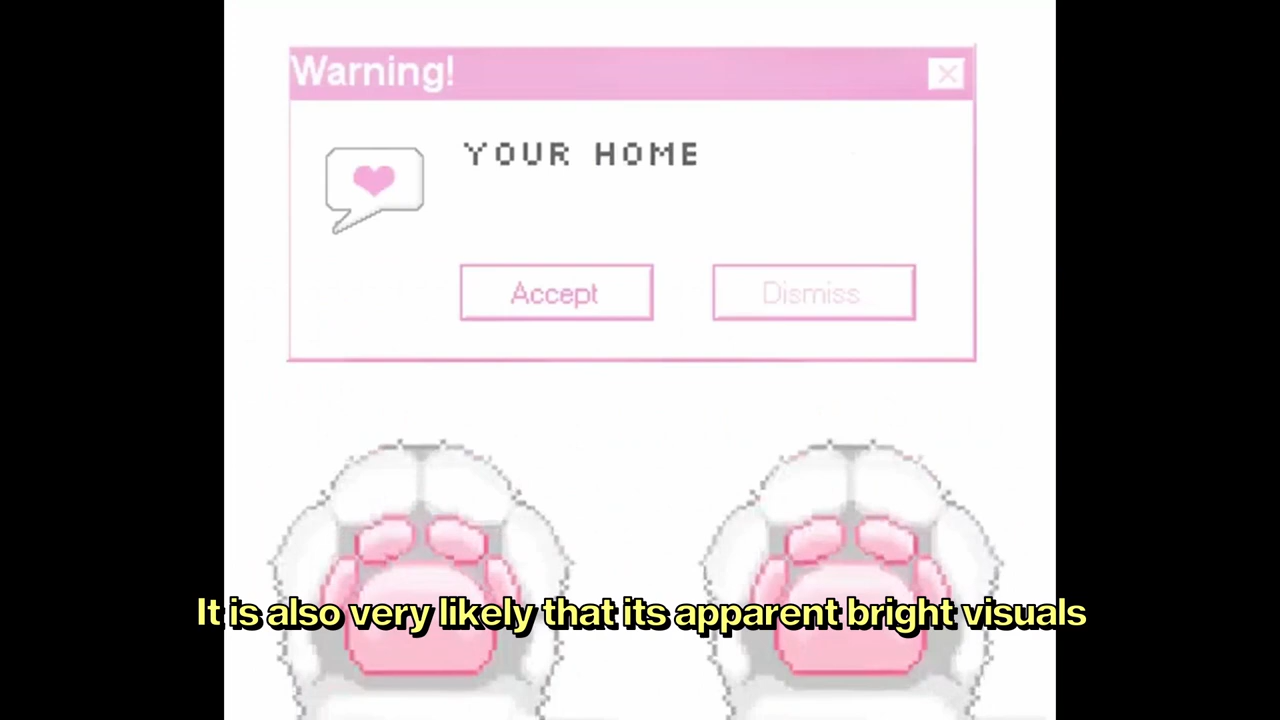 Warning!
YOUR HOME
Accept
Dismiss
It is also very likely that its apparent bright visuals